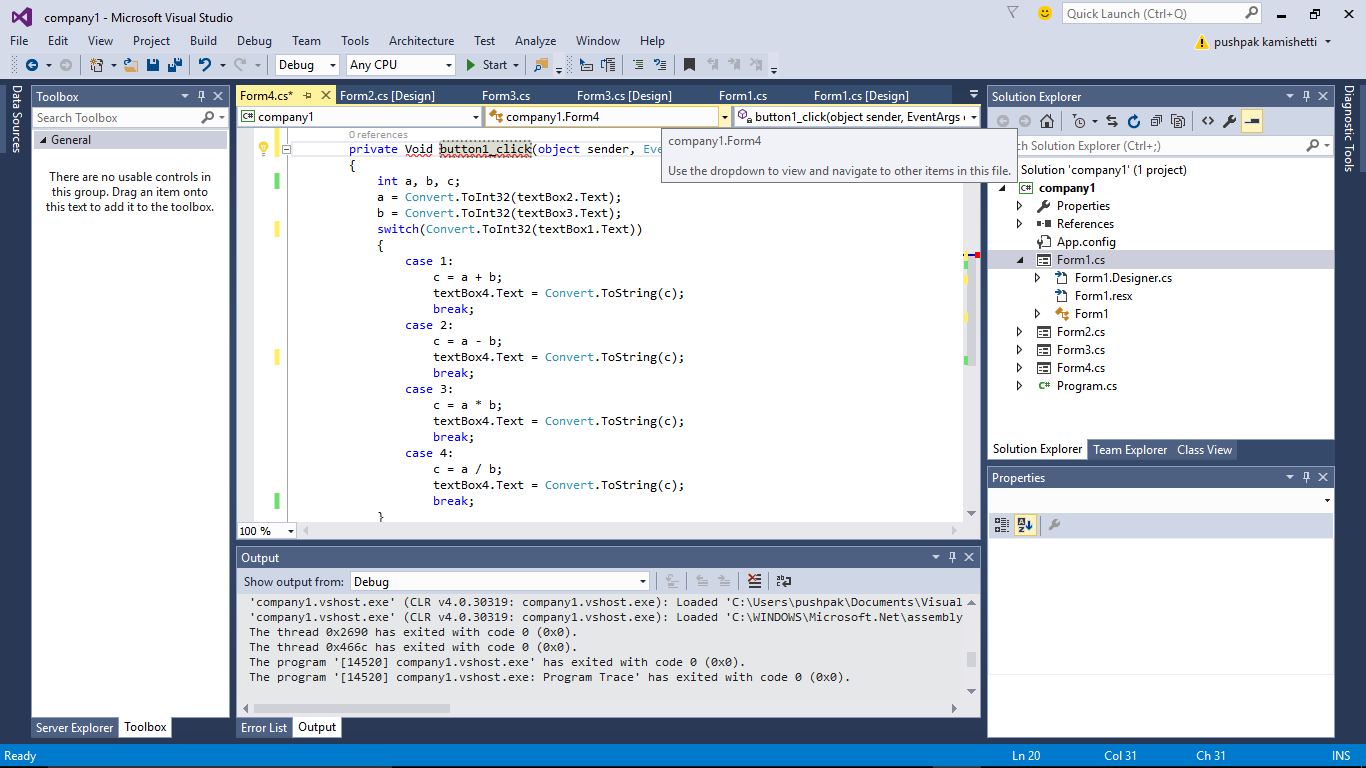 company1 - Microsoft Visual Studio
Quick Launch (Ctrl+Q)
File Edit View Project Build Debug Team Tools Architecture Test Analyze Window Help
pushpak kamishetti
Debug Any CPU Start
Data Sources
Toolbox
Search Toolbox
General
There are no usable controls in
this group. Drag an item onto
this text to add it to the toolbox.
Server Explorer Toolbox
Form4.cs* Form2.cs [Design] Form3.cs Form3.cs [Design] Form1.cs Form1.cs [Design]
company1 company1.Form4 button1_click(object sender, EventArgs
company1.Form4
Use the dropdown to view and navigate to other items in this file.
0 references
private Void button1_click(object sender, Eve
{
int a, b, c;
a = Convert.ToInt32(textBox2.Text);
b = Convert.ToInt32(textBox3.Text);
switch(Convert.ToInt32(textBox1.Text))
{
case 1:
c = a + b;
textBox4.Text = Convert.ToString(c);
break;
case 2:
c = a - b;
textBox4.Text = Convert.ToString(c);
break;
case 3:
c = a * b;
textBox4.Text = Convert.ToString(c);
break;
case 4:
c = a / b;
textBox4.Text = Convert.ToString(c);
break;
}
100 %
Output
Show output from: Debug
'company1.vshost.exe' (CLR v4.0.30319: company1.vshost.exe): Loaded 'C:\Users\pushpak\Documents\Visual
'company1.vshost.exe' (CLR v4.0.30319: company1.vshost.exe): Loaded 'C:\WINDOWS\Microsoft.Net\assembly
The thread 0x2690 has exited with code 0 (0x0).
The thread 0x466c has exited with code 0 (0x0).
The program '[14520] company1.vshost.exe' has exited with code 0 (0x0).
The program '[14520] company1.vshost.exe: Program Trace' has exited with code 0 (0x0).
Error List Output
Solution Explorer
ch Solution Explorer (Ctrl+;)
Solution 'company1' (1 project)
C# company1
Properties
References
App.config
Form1.cs
Form1.Designer.cs
Form1.resx
Form1
Form2.cs
Form3.cs
Form4.cs
C# Program.cs
Solution Explorer Team Explorer Class View
Properties
Diagnostic Tools
Ready Ln 20 Col 31 Ch 31 INS